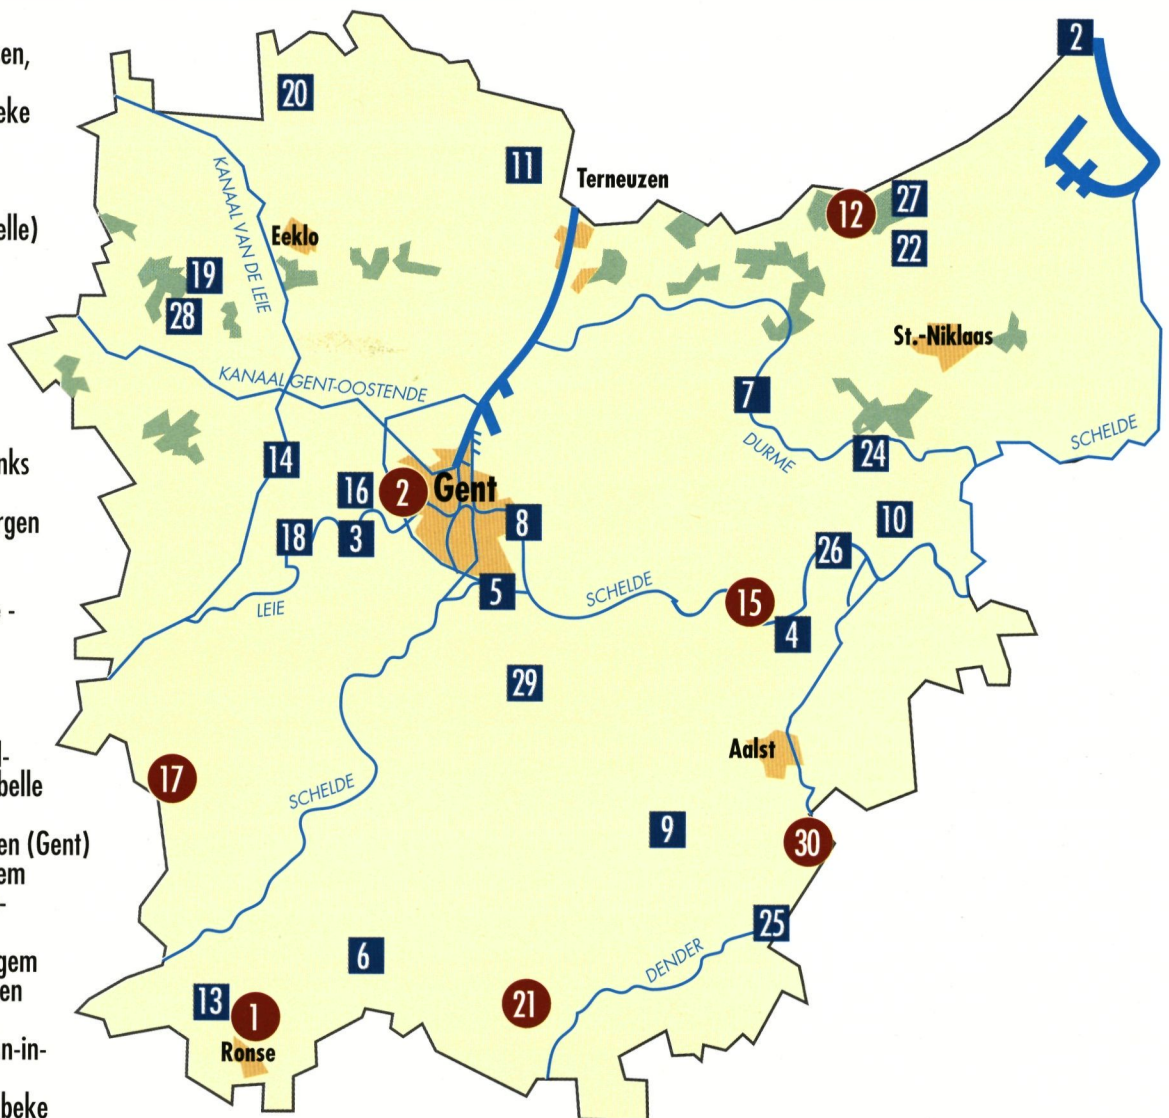 en,
eke
elle)
nks
rgen
-
l-
belle
en (Gent)
em
-
gem
en
n-in-
beke
2
20
11
Terneuzen
12
27
22
KANAAL VAN DE LEIE
Eeklo
19
28
St.-Niklaas
KANAAL GENT-OOSTENDE
7
DURME
24
SCHELDE
14
16
2
Gent
8
18
3
10
26
5
SCHELDE
15
4
LEIE
29
Aalst
17
SCHELDE
9
30
25
6
DENDER
13
1
21
Ronse